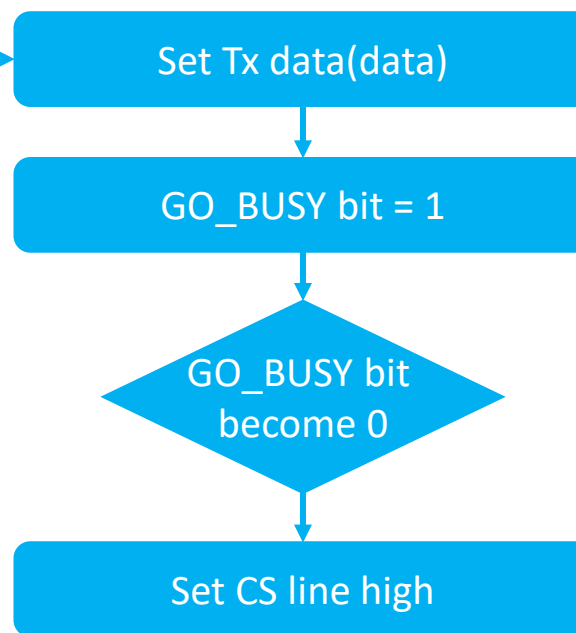 Set Tx data(data)
GO_BUSY bit = 1
GO_BUSY bit
become 0
Set CS line high